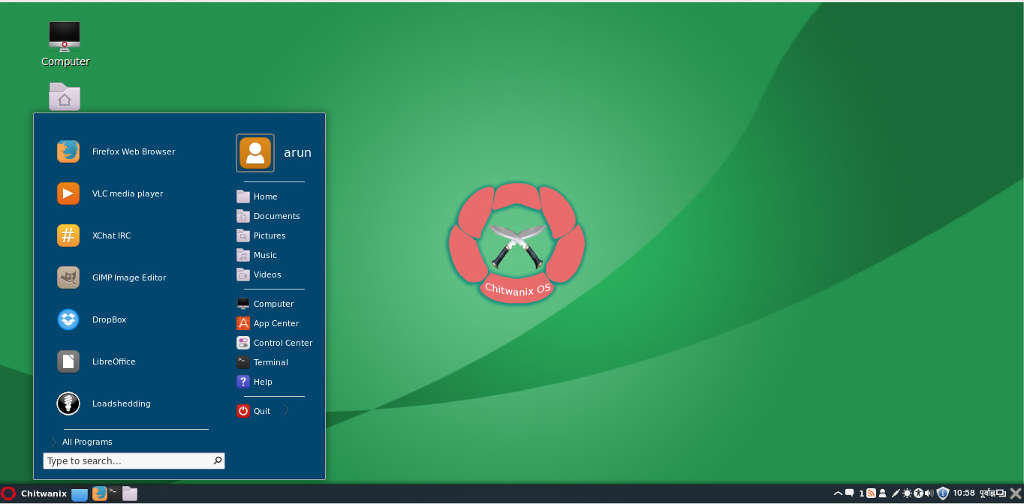 Computer
Firefox Web Browser
VLC media player
XChat IRC
GIMP Image Editor
DropBox
LibreOffice
Loadshedding
All Programs
Type to search...
arun
Home
Documents
Pictures
Music
Videos
Computer
App Center
Control Center
Terminal
Help
Quit
Chitwanix OS
Chitwanix
1
10:58